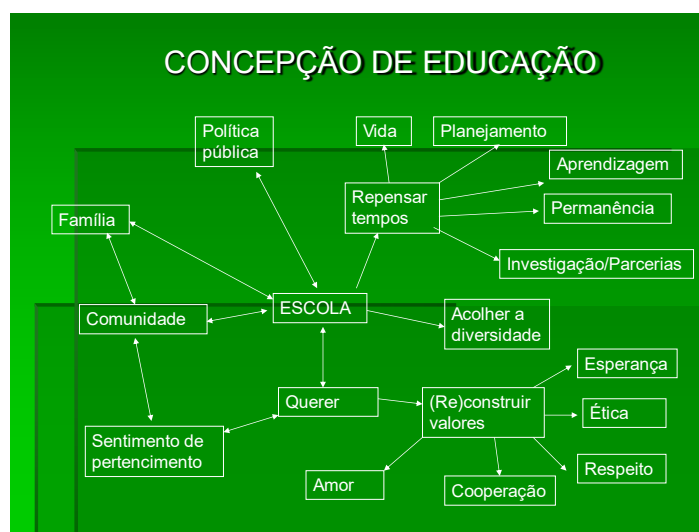 CONCEPÇÃO DE EDUCAÇÃO
Política
pública
Vida
Planejamento
Aprendizagem
Repensar
tempos
Permanência
Família
Investigação/Parcerias
ESCOLA
Comunidade
Acolher a
diversidade
Esperança
Querer
(Re)construir
valores
Ética
Sentimento de
pertencimento
Respeito
Amor
Cooperação